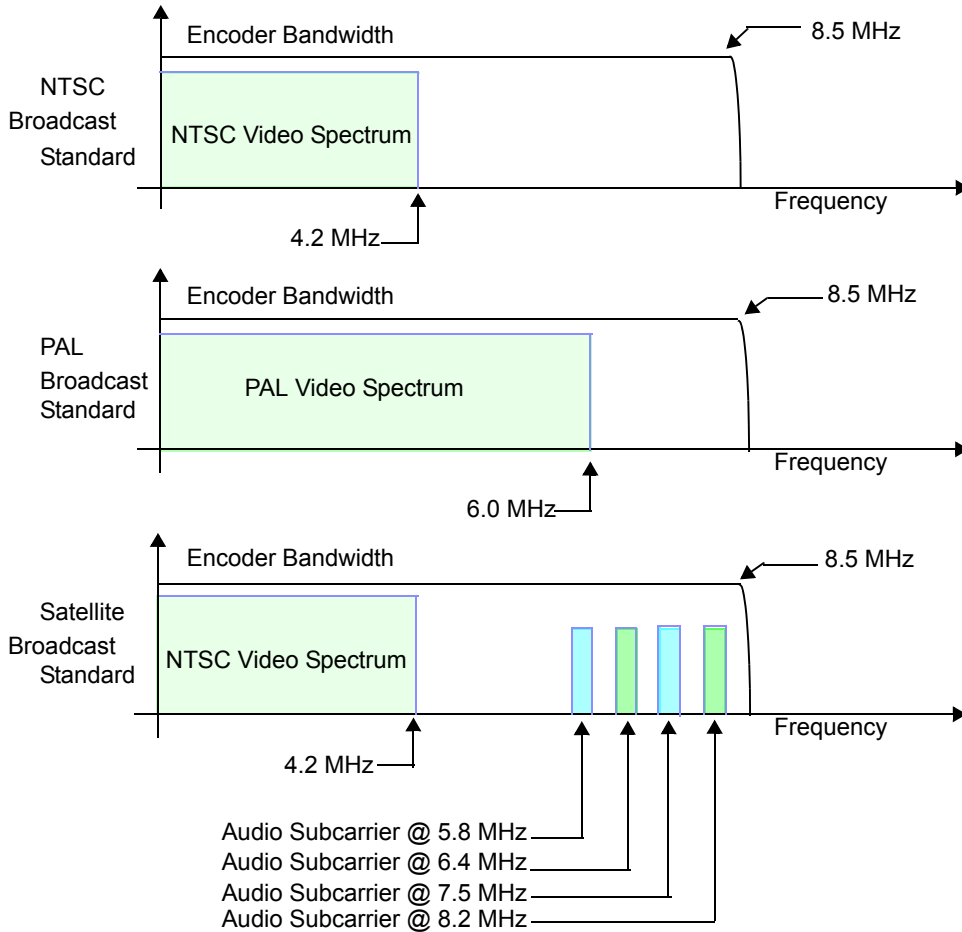 Encoder Bandwidth
8.5 MHz
NTSC
Broadcast
Standard
NTSC Video Spectrum
Frequency
4.2 MHz
Encoder Bandwidth
8.5 MHz
PAL
Broadcast
Standard
PAL Video Spectrum
Frequency
6.0 MHz
Encoder Bandwidth
8.5 MHz
Satellite
Broadcast
Standard
NTSC Video Spectrum
Frequency
4.2 MHz
Audio Subcarrier @ 5.8 MHz
Audio Subcarrier @ 6.4 MHz
Audio Subcarrier @ 7.5 MHz
Audio Subcarrier @ 8.2 MHz